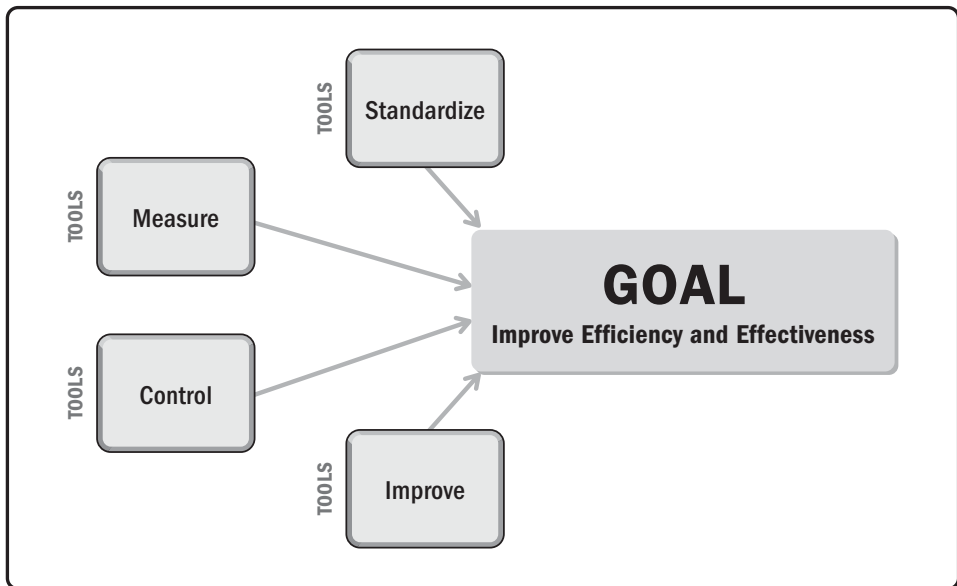 TOOLS
Standardize
TOOLS
Measure
GOAL
Improve Efficiency and Effectiveness
TOOLS
Control
TOOLS
Improve